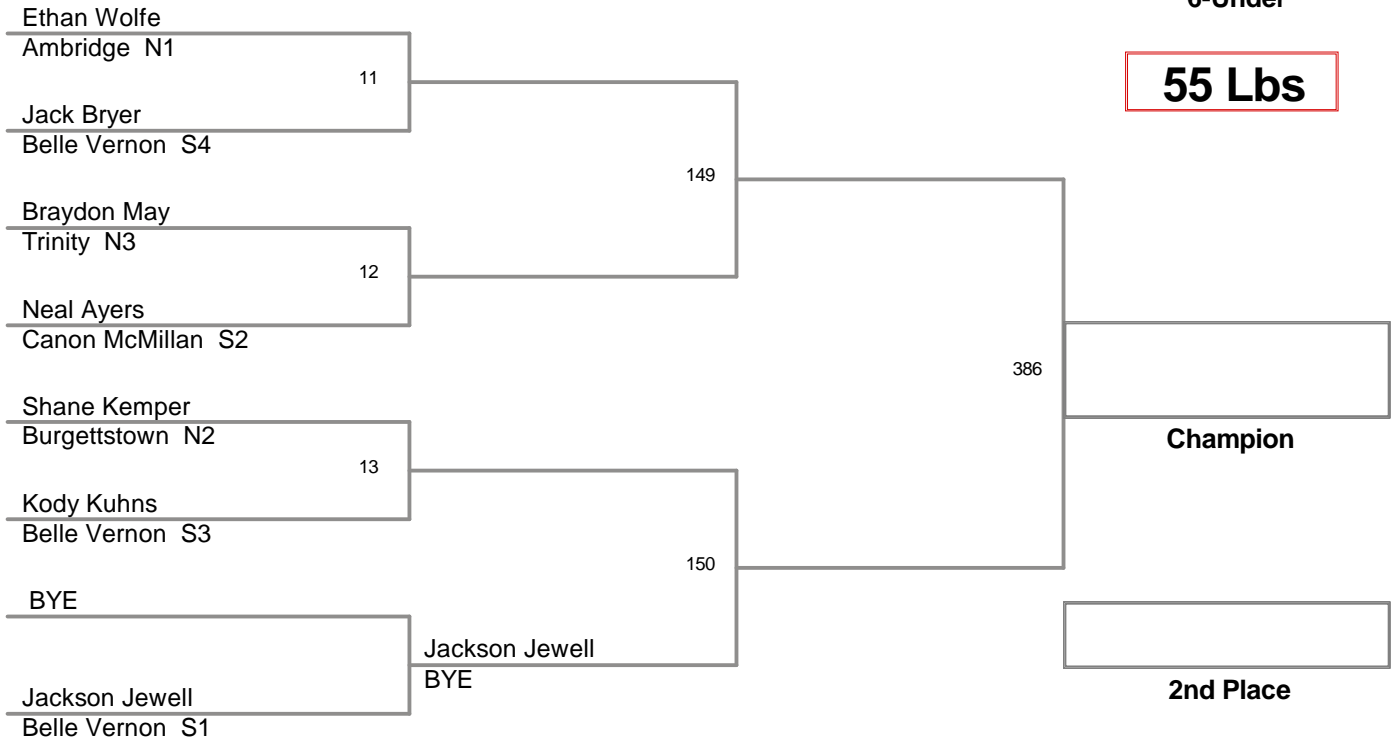 6-Under
55 Lbs
Ethan Wolfe
Ambridge N1
11
Jack Bryer
Belle Vernon S4
149
Braydon May
Trinity N3
12
Neal Ayers
Canon McMillan S2
386
Champion
Shane Kemper
Burgettstown N2
13
Kody Kuhns
Belle Vernon S3
150
BYE
Jackson Jewell
BYE
Jackson Jewell
Belle Vernon S1
2nd Place